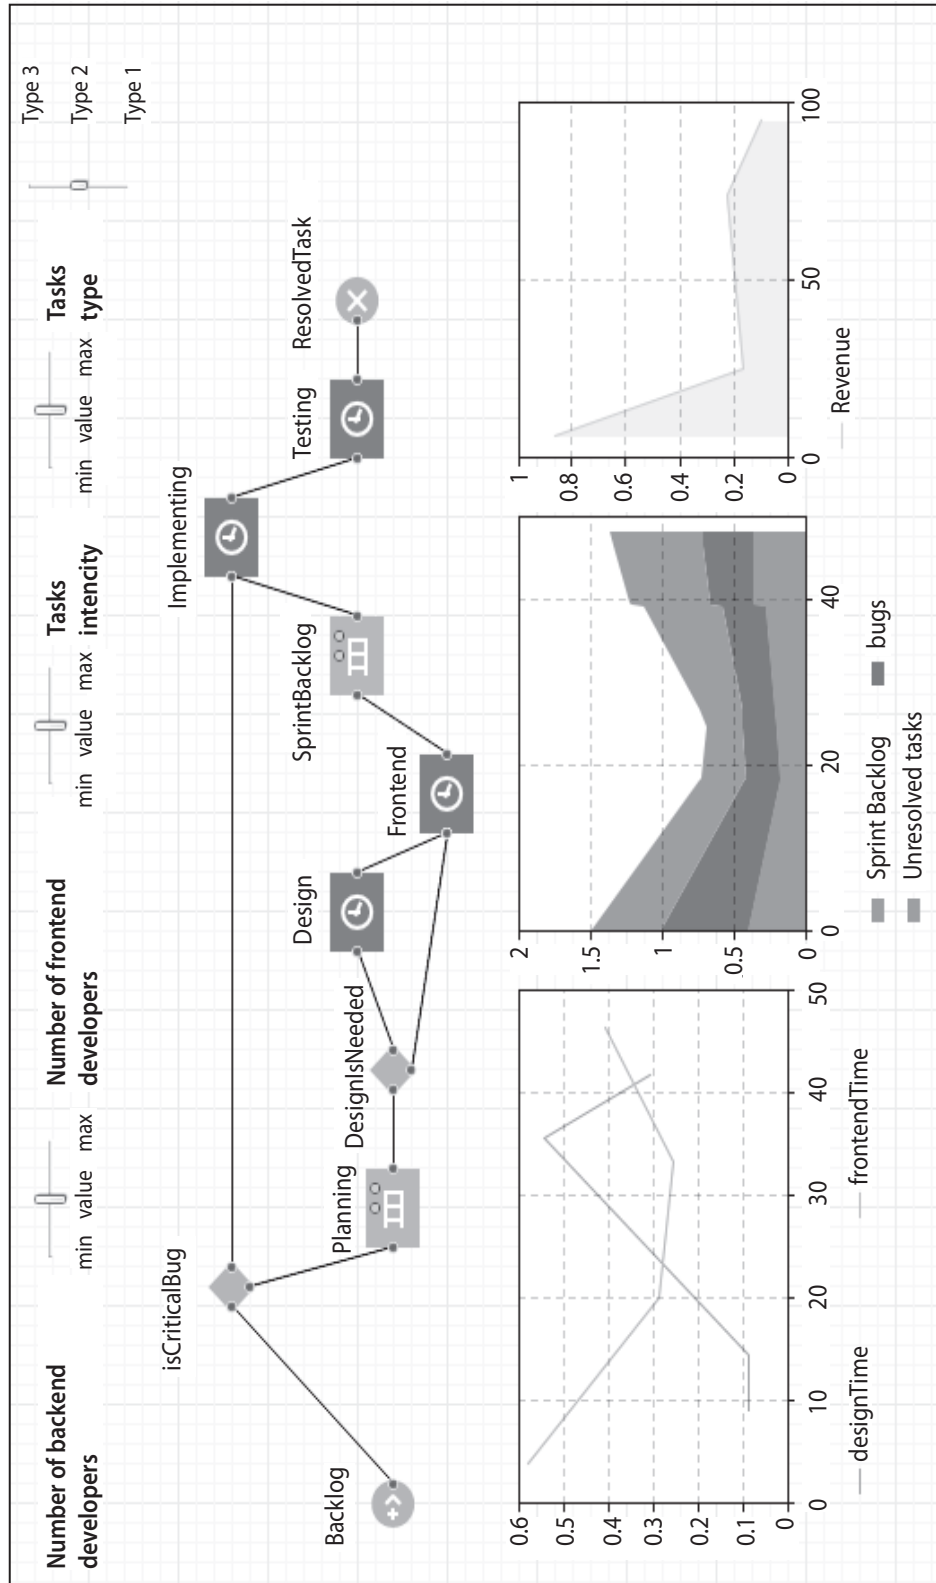 Number of backend
developers
min value max
Number of frontend
developers
min value max
Tasks
intencity
min value max
Tasks
type
Type 3
Type 2
Type 1
Backlog
isCriticalBug
Planning
DesignIsNeeded
Design
Frontend
SprintBacklog
Implementing
Testing
ResolvedTask
0.6
0.5
0.4
0.3
0.2
0.1
0
0 10 20 30 40 50
designTime frontendTime
2
1.5
1
0.5
0
0 20 40
Sprint Backlog bugs
Unresolved tasks
1
0.8
0.6
0.4
0.2
0
0 50 100
Revenue